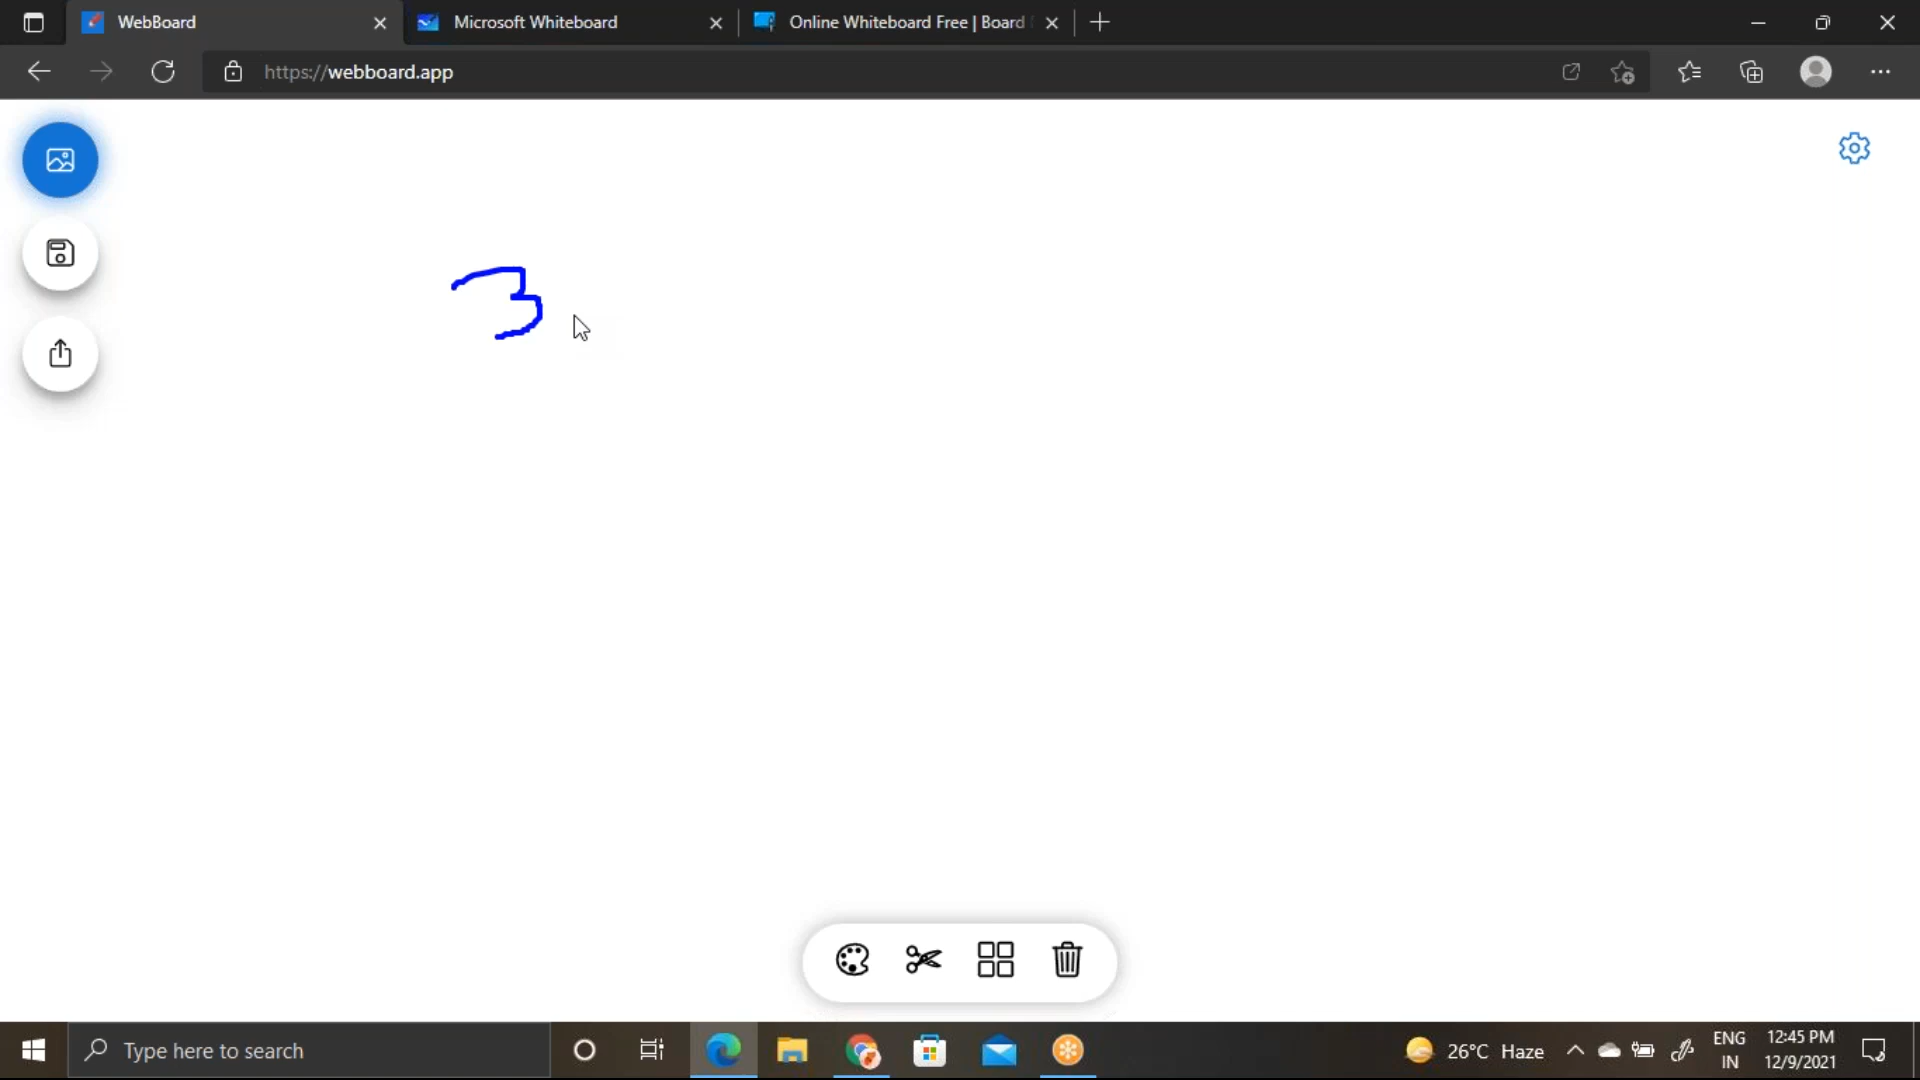 WebBoard
Microsoft Whiteboard
Online Whiteboard Free | Board
https://webboard.app
3
Type here to search
26°C Haze
ENG
IN
12:45 PM
12/9/2021